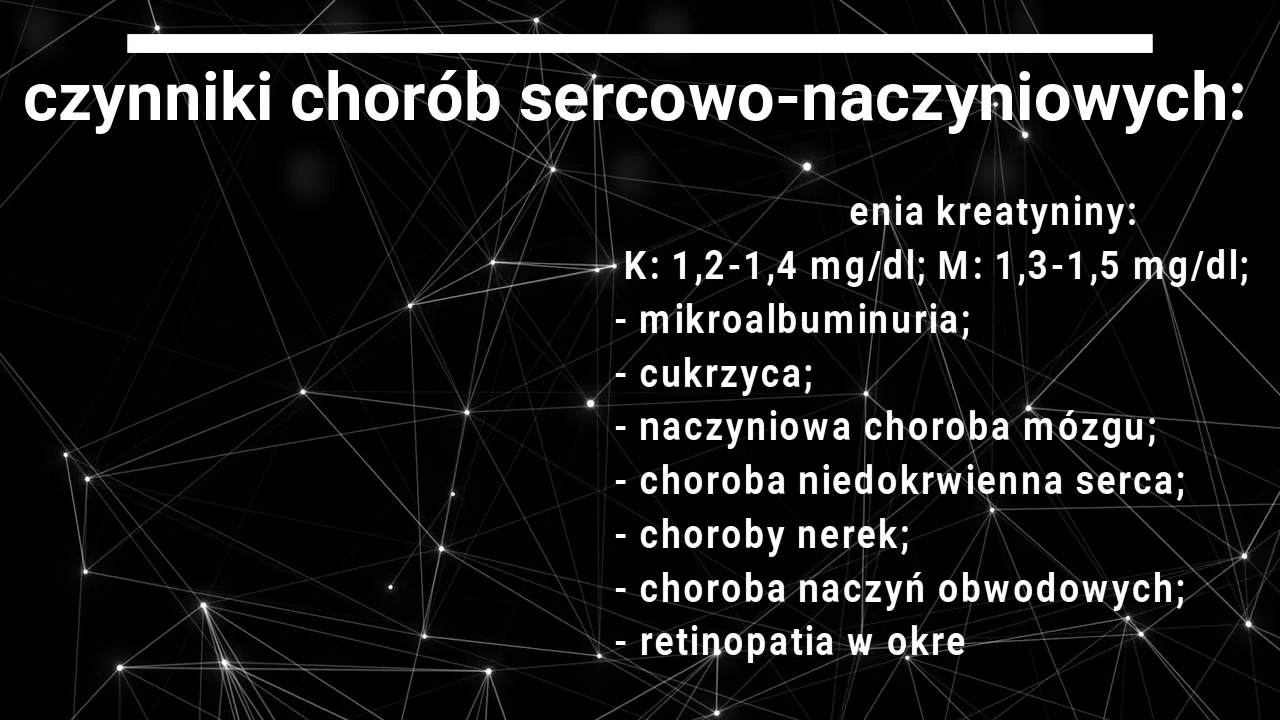 czynniki chorób sercowo-naczyniowych:
enia kreatyniny:
K: 1,2-1,4 mg/dl; M: 1,3-1,5 mg/dl;
- mikroalbuminuria;
- cukrzyca;
- naczyniowa choroba mózgu;
- choroba niedokrwienna serca;
- choroby nerek;
- choroba naczyń obwodowych;
- retinopatia w okre